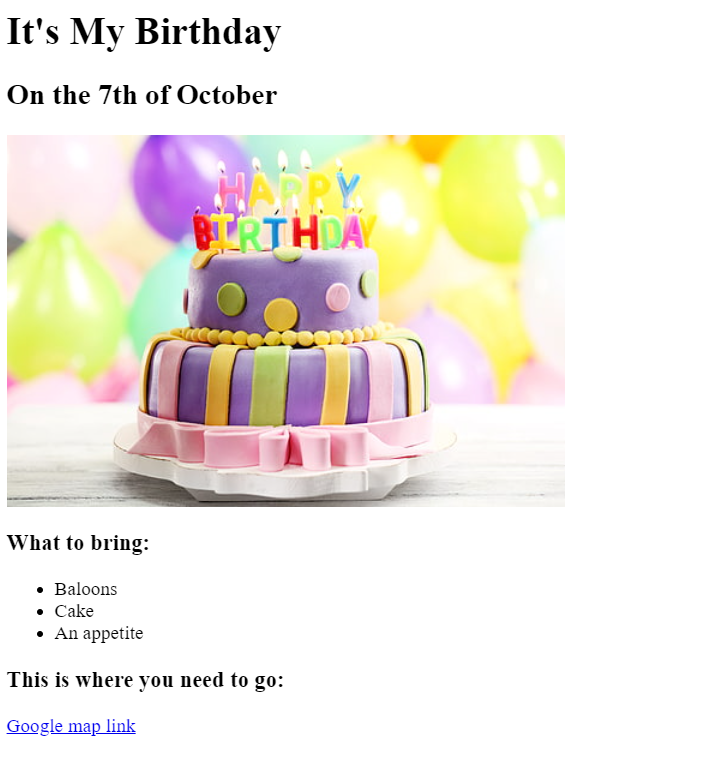 It's My Birthday
On the 7th of October
HAPPY
BIRTHDAY
What to bring:
Baloons
Cake
An appetite
This is where you need to go:
Google map link